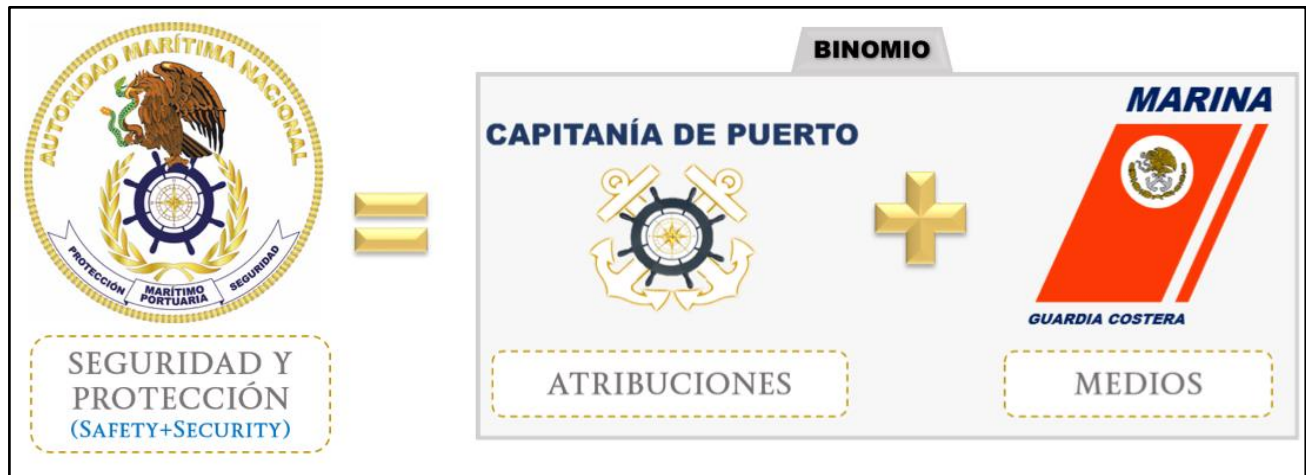 AUTORIDAD MARÍTIMA NACIONAL
PROTECCIÓN
MARÍTIMO
PORTUARIA
SEGURIDAD
SEGURIDAD Y
PROTECCIÓN
(SAFETY+SECURITY)
BINOMIO
CAPITANÍA DE PUERTO
ATRIBUCIONES
MARINA
GUARDIA COSTERA
MEDIOS